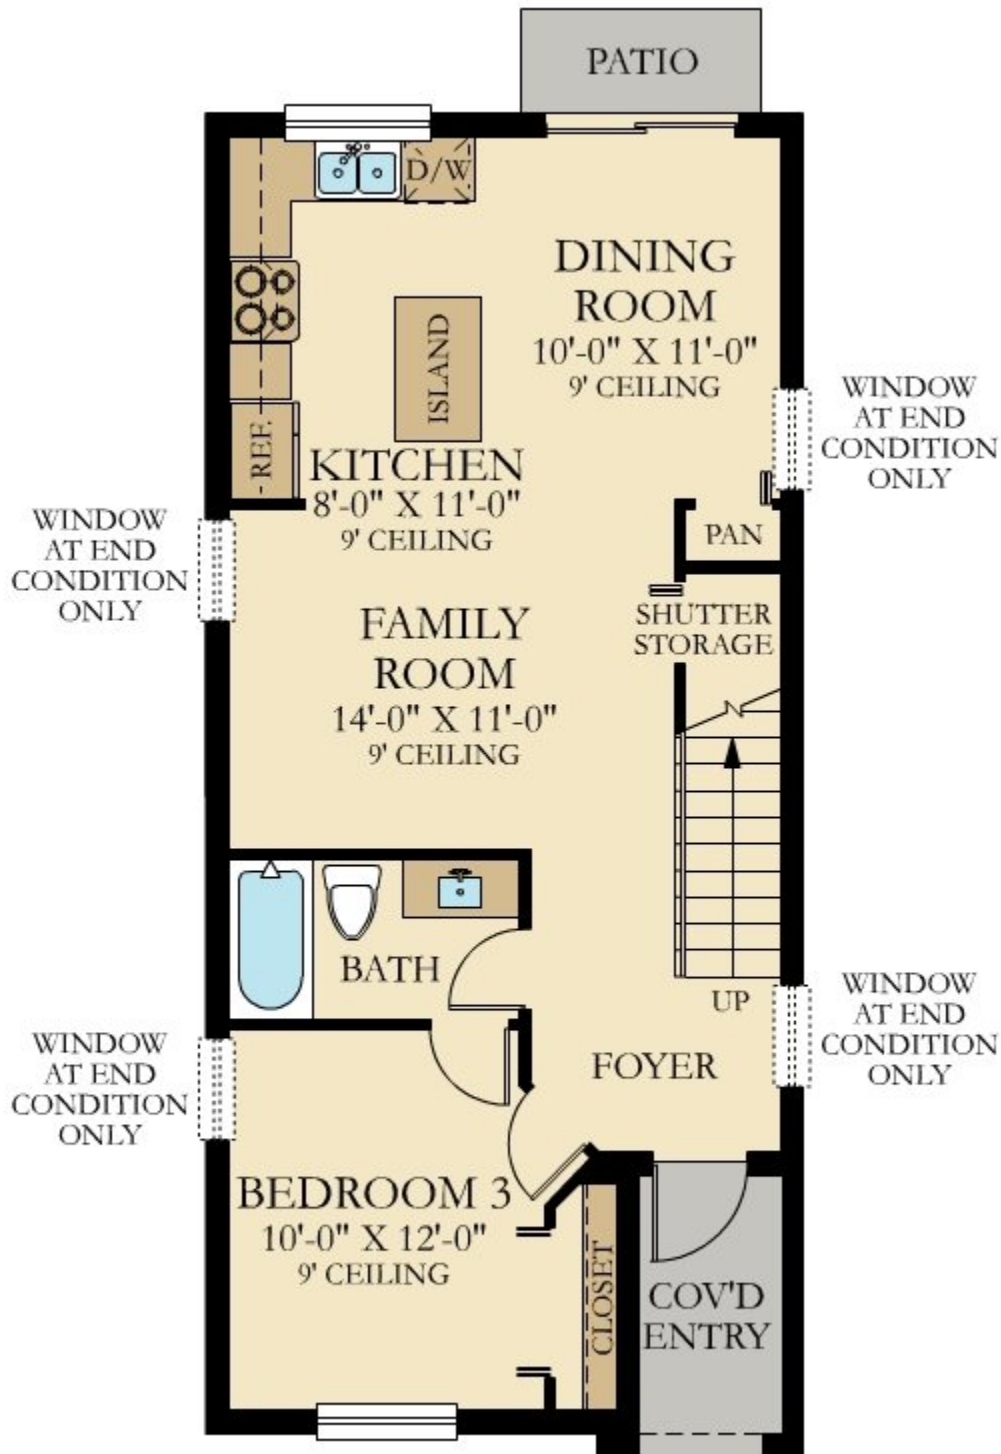 PATIO
D/W
DINING
ROOM
10'-0" X 11'-0"
9' CEILING
ISLAND
REF.
KITCHEN
8'-0" X 11'-0"
9' CEILING
WINDOW
AT END
CONDITION
ONLY
WINDOW
AT END
CONDITION
ONLY
PAN
SHUTTER
STORAGE
FAMILY
ROOM
14'-0" X 11'-0"
9' CEILING
BATH
UP
FOYER
WINDOW
AT END
CONDITION
ONLY
WINDOW
AT END
CONDITION
ONLY
BEDROOM 3
10'-0" X 12'-0"
9' CEILING
CLOSET
COV'D
ENTRY